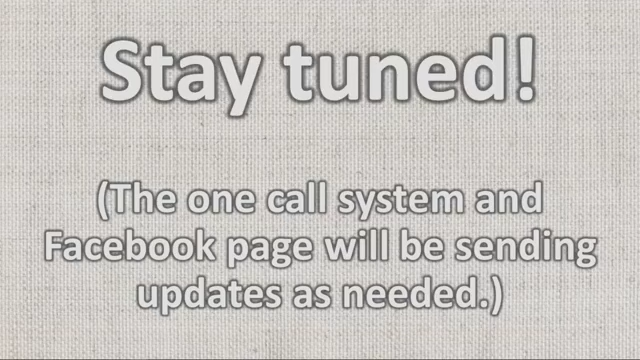 Stay tuned!
(The one call system and
Facebook page will be sending
updates as needed.)